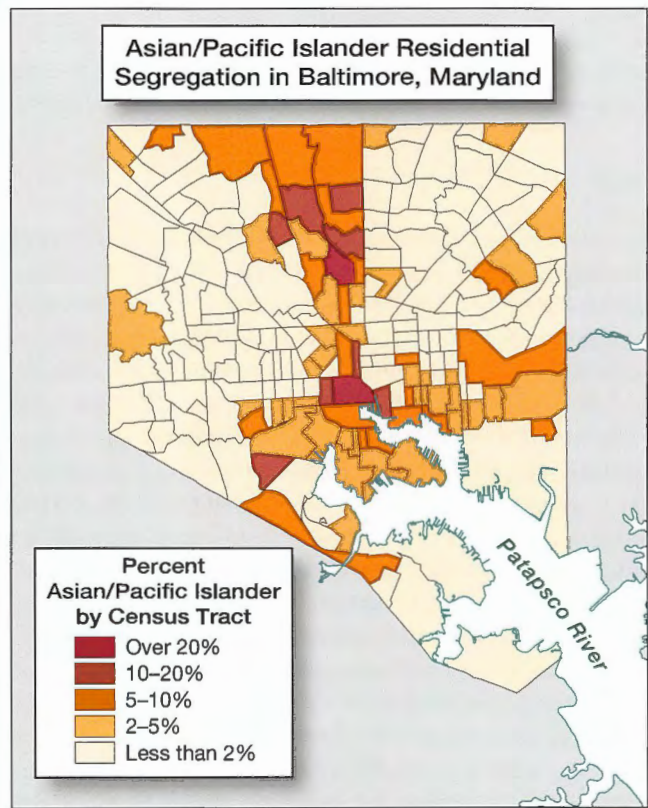 Asian/Pacific Islander Residential
Segregation in Baltimore, Maryland
Patapsco River
Percent
Asian/Pacific Islander
by Census Tract
Over 20%
10–20%
5–10%
2–5%
Less than 2%